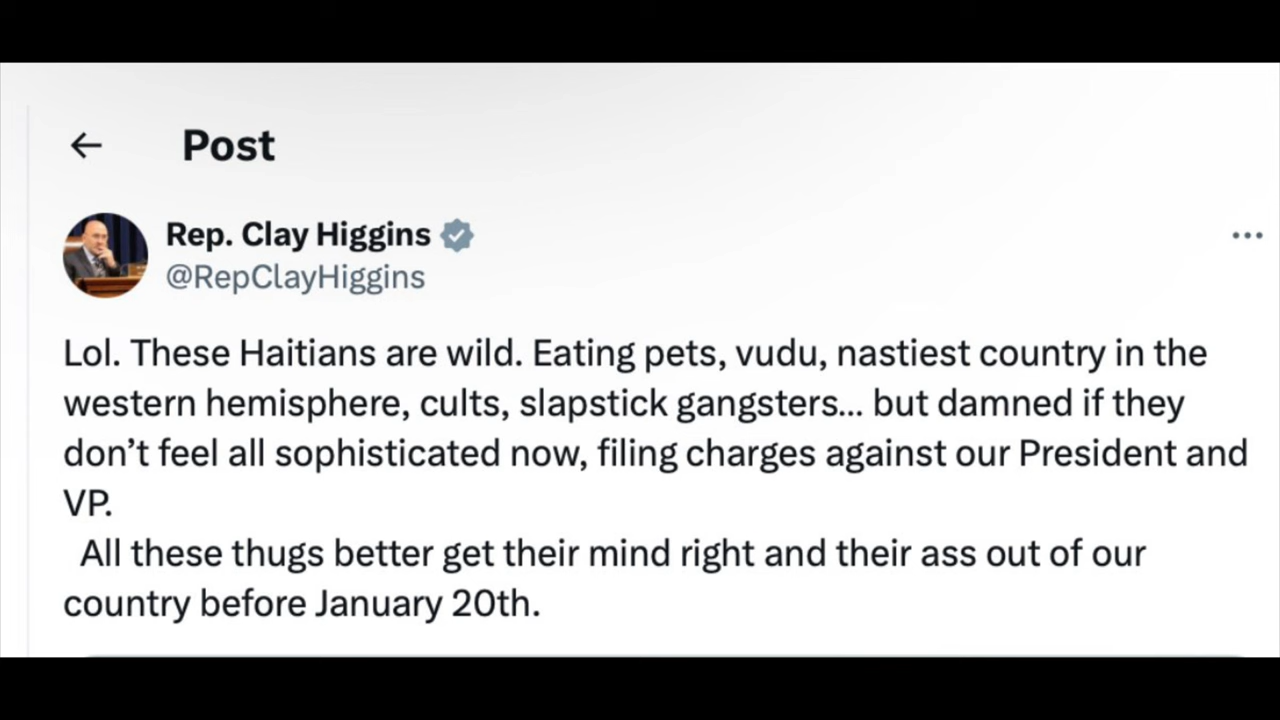 Post
Rep. Clay Higgins
@RepClayHiggins
Lol. These Haitians are wild. Eating pets, vudu, nastiest country in the
western hemisphere, cults, slapstick gangsters... but damned if they
don’t feel all sophisticated now, filing charges against our President and
VP.
All these thugs better get their mind right and their ass out of our
country before January 20th.